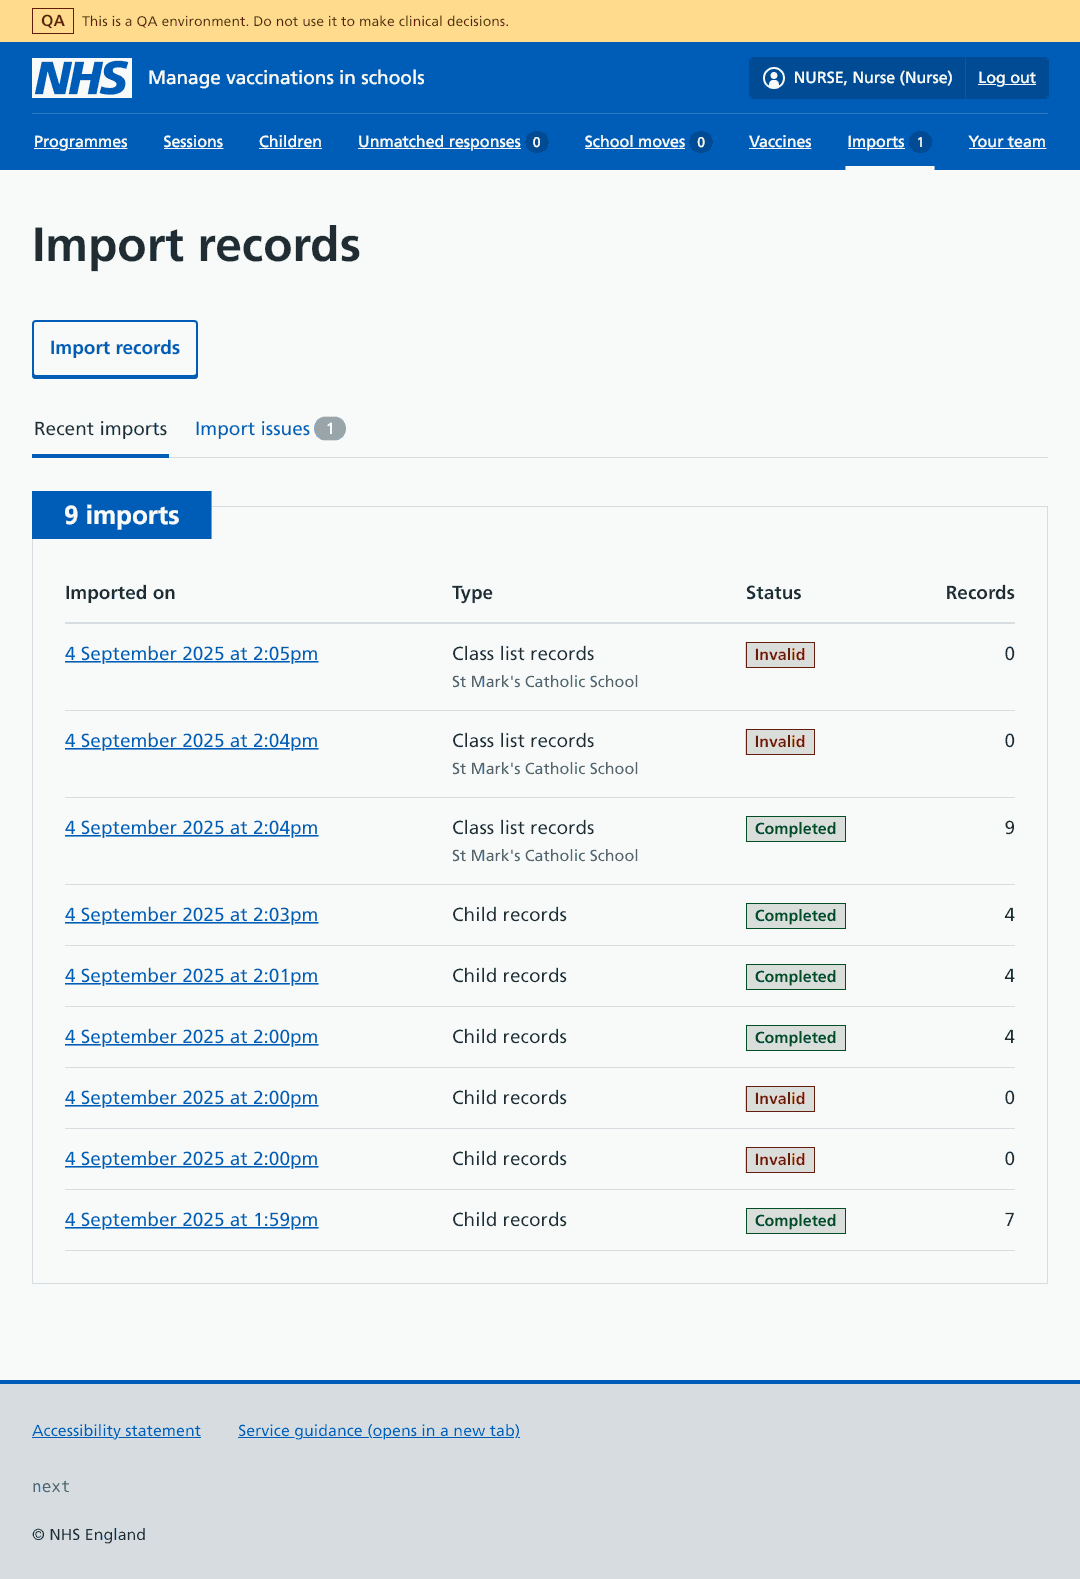 QA This is a QA environment. Do not use it to make clinical decisions.
NHS Manage vaccinations in schools NURSE, Nurse (Nurse) Log out
Programmes Sessions Children Unmatched responses 0 School moves 0 Vaccines Imports 1 Your team
Import records
Import records
Recent imports Import issues 1
9 imports
Imported on Type Status Records
4 September 2025 at 2:05pm Class list records Invalid 0
St Mark's Catholic School
4 September 2025 at 2:04pm Class list records Invalid 0
St Mark's Catholic School
4 September 2025 at 2:04pm Class list records Completed 9
St Mark's Catholic School
4 September 2025 at 2:03pm Child records Completed 4
4 September 2025 at 2:01pm Child records Completed 4
4 September 2025 at 2:00pm Child records Completed 4
4 September 2025 at 2:00pm Child records Invalid 0
4 September 2025 at 2:00pm Child records Invalid 0
4 September 2025 at 1:59pm Child records Completed 7
Accessibility statement Service guidance (opens in a new tab)
next
© NHS England